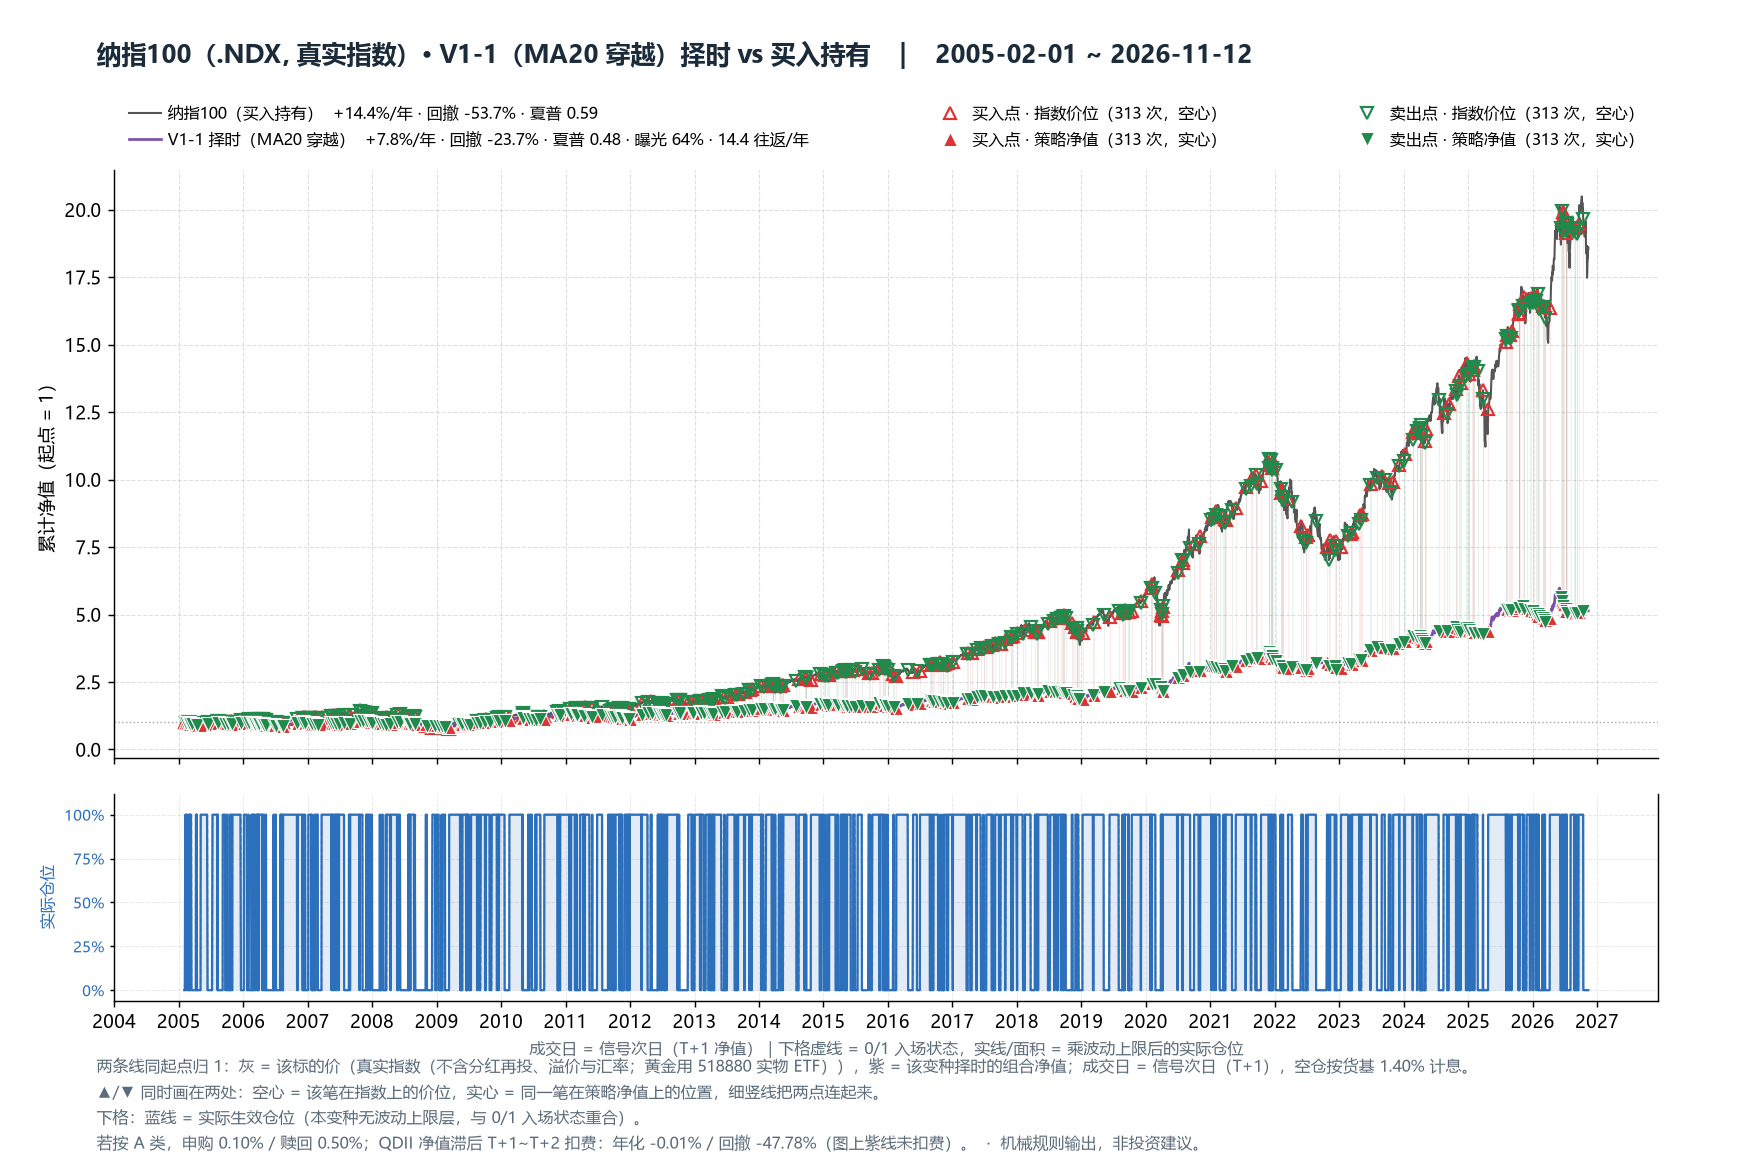 纳指100（.NDX, 真实指数）• V1-1（MA20 穿越）择时 vs 买入持有 | 2005-02-01 ~ 2026-11-12
纳指100（买入持有） +14.4%/年 · 回撤 -53.7% · 夏普 0.59
V1-1 择时（MA20 穿越） +7.8%/年 · 回撤 -23.7% · 夏普 0.48 · 曝光 64% · 14.4 往返/年
买入点 · 指数价位（313 次，空心）
买入点 · 策略净值（313 次，实心）
卖出点 · 指数价位（313 次，空心）
卖出点 · 策略净值（313 次，实心）
累计净值（起点 = 1）
20.0
17.5
15.0
12.5
10.0
7.5
5.0
2.5
0.0
实际仓位
100%
75%
50%
25%
0%
2004 2005 2006 2007 2008 2009 2010 2011 2012 2013 2014 2015 2016 2017 2018 2019 2020 2021 2022 2023 2024 2025 2026 2027
成交日 = 信号次日（T+1 净值）｜下格虚线 = 0/1 入场状态，实线/面积 = 乘波动上限后的实际仓位
两条线同起点归 1：灰 = 该标的价（真实指数（不含分红再投、溢价与汇率；黄金用 518880 实物 ETF）），紫 = 该变种择时的组合净值；成交日 = 信号次日（T+1），空仓按货基 1.40% 计息。
▲/▼ 同时画在两处：空心 = 该笔在指数上的价位，实心 = 同一笔在策略净值上的位置，细竖线把两点连起来。
下格：蓝线 = 实际生效仓位（本变种无波动上限层，与 0/1 入场状态重合）。
若按 A 类，申购 0.10% / 赎回 0.50%；QDII 净值滞后 T+1~T+2 扣费：年化 -0.01% / 回撤 -47.78%（图上紫线未扣费）。 · 机械规则输出，非投资建议。